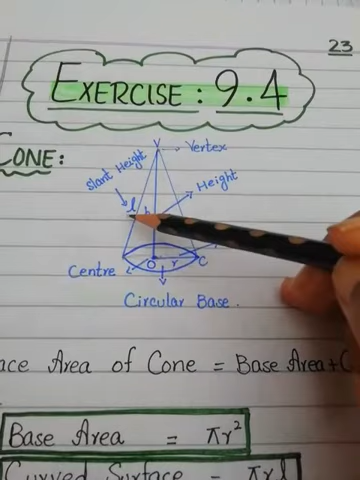 23
EXERCISE : 9.4
CONE:
V Vertex
Slant Height
Height
l h
Centre O r C
Circular Base.
ace Area of Cone = Base Area + C
Base Area = πr²
Curved Surface = πrl